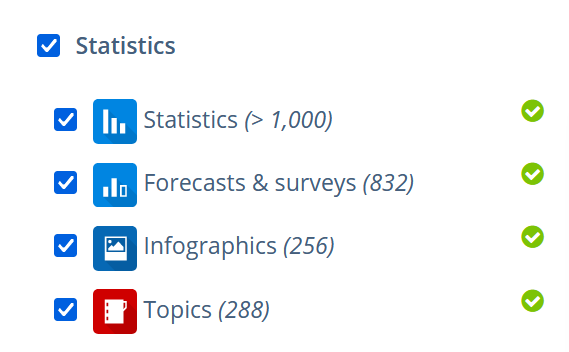 Statistics
Statistics (> 1,000)
Forecasts & surveys (832)
Infographics (256)
Topics (288)